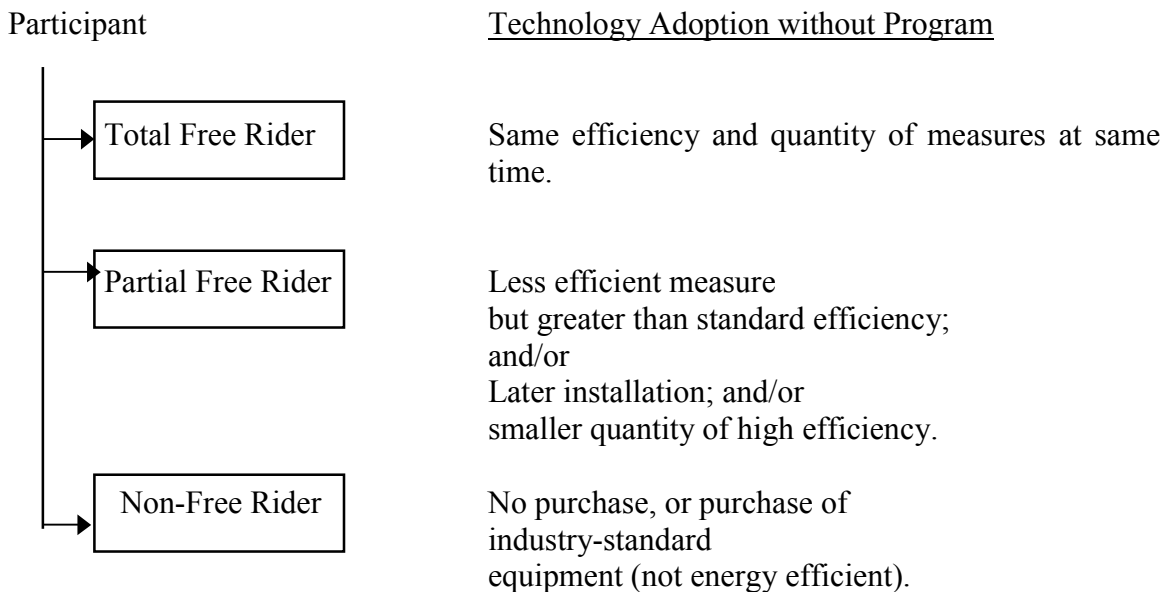 Participant Technology Adoption without Program
Total Free Rider Same efficiency and quantity of measures at same
time.
Partial Free Rider Less efficient measure
but greater than standard efficiency;
and/or
Later installation; and/or
smaller quantity of high efficiency.
Non-Free Rider No purchase, or purchase of
industry-standard
equipment (not energy efficient).